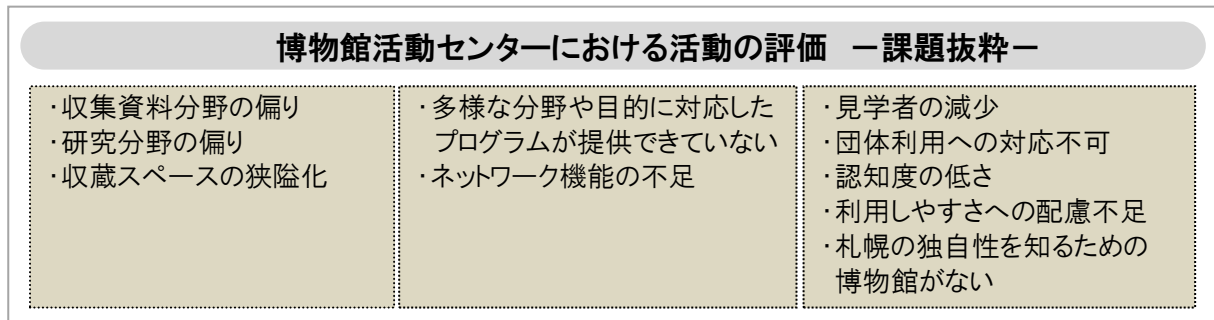 博物館活動センターにおける活動の評価　－課題抜粋－
・収集資料分野の偏り
・研究分野の偏り
・収蔵スペースの狭隘化
・多様な分野や目的に対応した
プログラムが提供できていない
・ネットワーク機能の不足
・見学者の減少
・団体利用への対応不可
・認知度の低さ
・利用しやすさへの配慮不足
・札幌の独自性を知るための
博物館がない